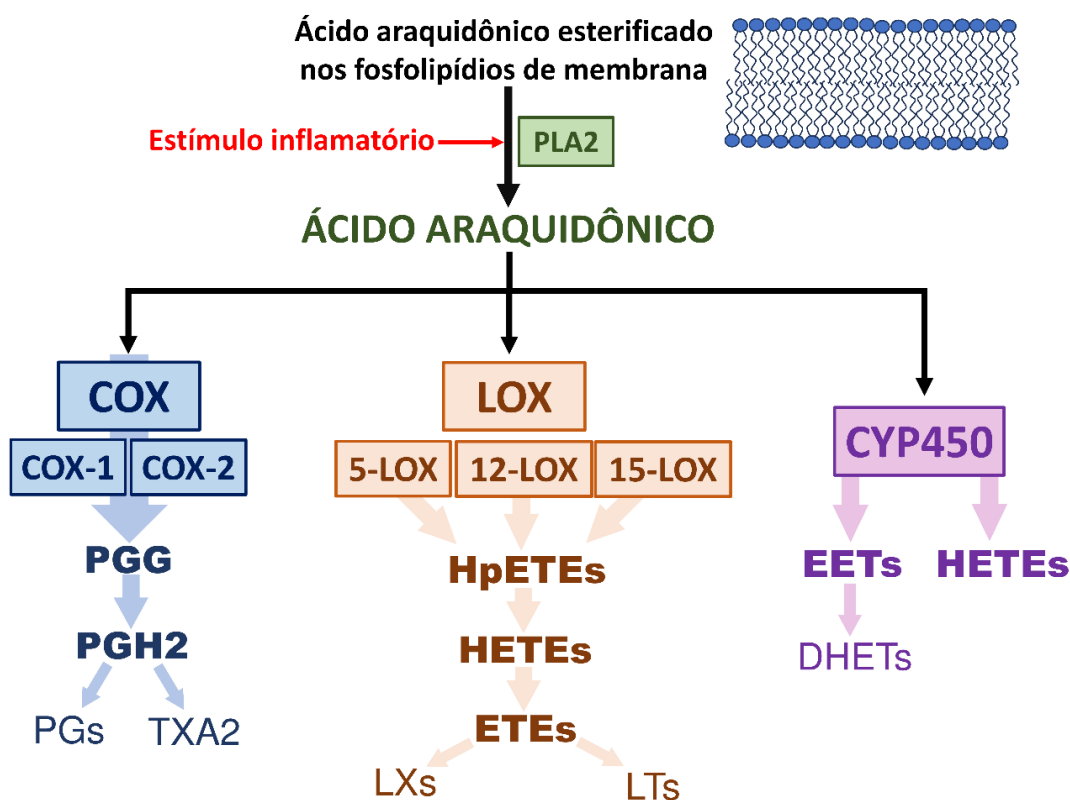 Ácido araquidônico esterificado
nos fosfolipídios de membrana
Estímulo inflamatório
PLA2
ÁCIDO ARAQUIDÔNICO
COX
COX-1
COX-2
PGG
PGH2
PGs
TXA2
LOX
5-LOX
12-LOX
15-LOX
HpETEs
HETEs
ETEs
LXs
LTs
CYP450
EETs
HETEs
DHETs